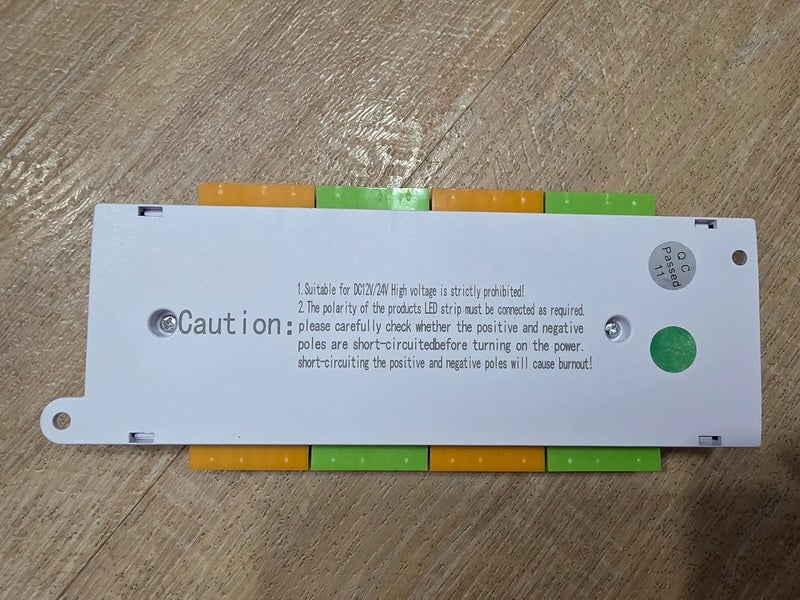 Caution:
1. Suitable for DC12V/24V High voltage is strictly prohibited!
2. The polarity of the products LED strip must be connected as required.
please carefully check whether the positive and negative
poles are short-circuitedbefore turning on the power.
short-circuiting the positive and negative poles will cause burnout!
QC
Passed
11